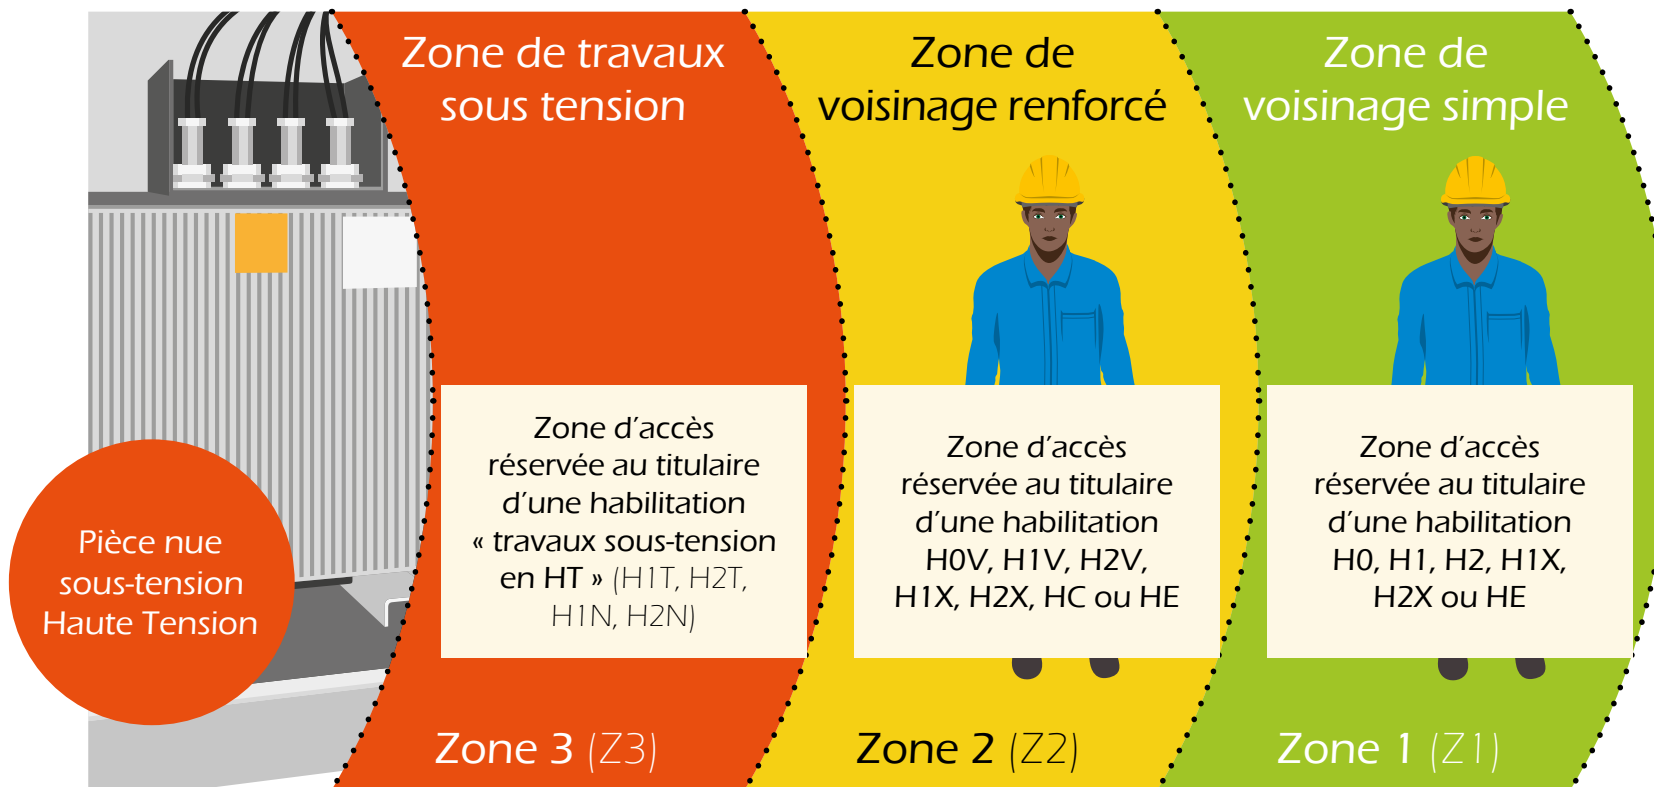 Zone de travaux
sous tension
Zone de
voisinage renforcé
Zone de
voisinage simple
Pièce nue
sous-tension
Haute Tension
Zone d'accès
réservée au titulaire
d'une habilitation
« travaux sous-tension
en HT » (H1T, H2T,
H1N, H2N)
Zone d'accès
réservée au titulaire
d'une habilitation
H0V, H1V, H2V,
H1X, H2X, HC ou HE
Zone d'accès
réservée au titulaire
d'une habilitation
H0, H1, H2, H1X,
H2X ou HE
Zone 3 (Z3)
Zone 2 (Z2)
Zone 1 (Z1)